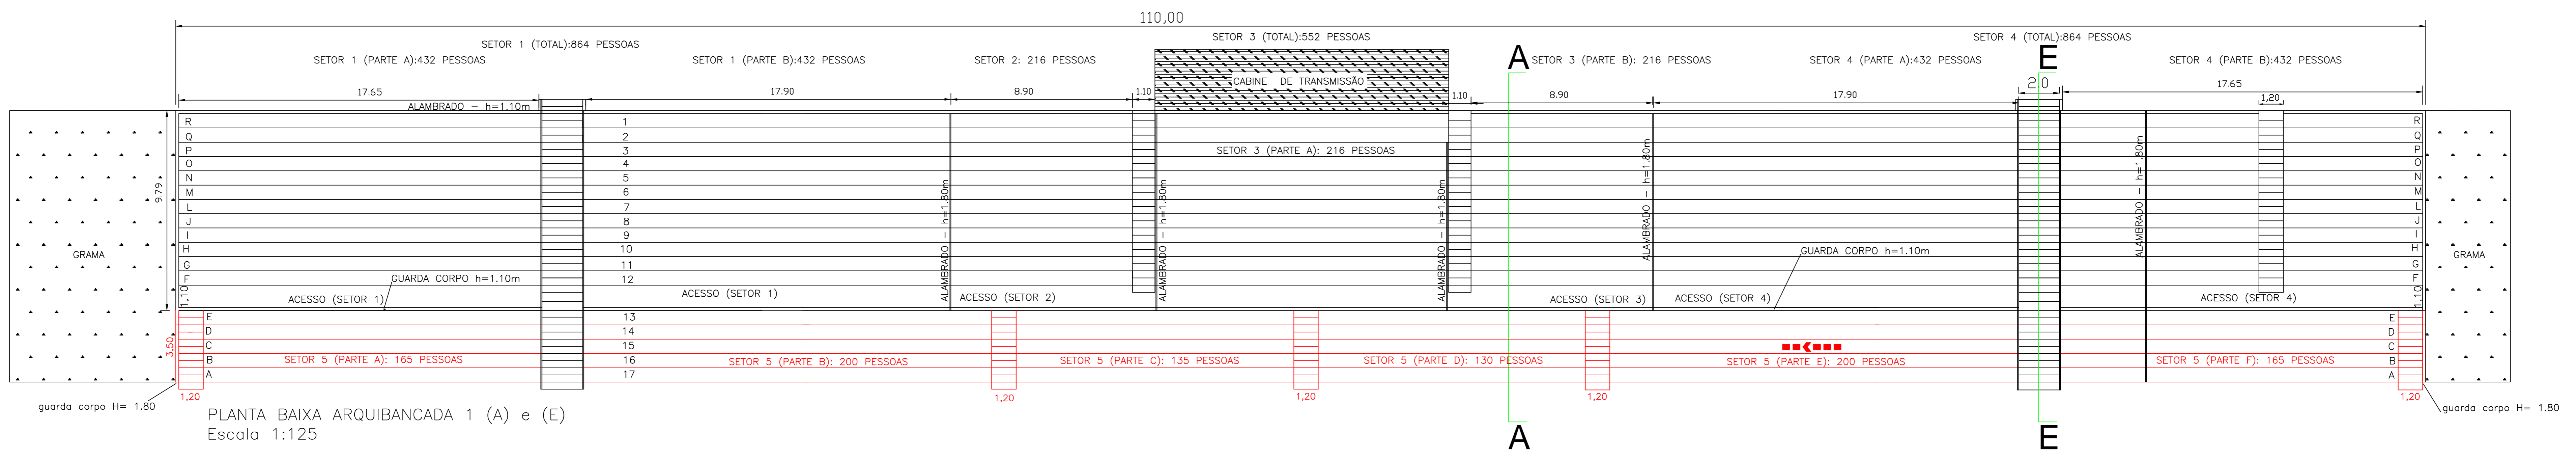 110,00
SETOR 1 (TOTAL):864 PESSOAS
SETOR 3 (TOTAL):552 PESSOAS
SETOR 4 (TOTAL):864 PESSOAS
SETOR 1 (PARTE A):432 PESSOAS
SETOR 1 (PARTE B):432 PESSOAS
SETOR 2: 216 PESSOAS
A
SETOR 3 (PARTE B): 216 PESSOAS
SETOR 4 (PARTE A):432 PESSOAS
E
SETOR 4 (PARTE B):432 PESSOAS
CABINE DE TRANSMISSÃO
17.65
17.90
8.90
1.10
1.10
8.90
17.90
2.0
17.65
1,20
ALAMBRADO - h=1.10m
R
Q
P
O
N
M
L
J
I
H
G
F
1,10
9.79
1
2
3
4
5
6
7
8
9
10
11
12
SETOR 3 (PARTE A): 216 PESSOAS
ALAMBRADO - h=1.80m
ALAMBRADO - h=1.80m
ALAMBRADO - h=1.80m
ALAMBRADO - h=1.80m
ALAMBRADO - h=1.80m
R
Q
P
O
N
M
L
J
I
H
G
F
1,10
GRAMA
GRAMA
GUARDA CORPO h=1.10m
GUARDA CORPO h=1.10m
ACESSO (SETOR 1)
ACESSO (SETOR 1)
ACESSO (SETOR 2)
ACESSO (SETOR 3)
ACESSO (SETOR 4)
ACESSO (SETOR 4)
E
D
C
B
A
3,50
13
14
15
16
17
E
D
C
B
A
SETOR 5 (PARTE A): 165 PESSOAS
SETOR 5 (PARTE B): 200 PESSOAS
SETOR 5 (PARTE C): 135 PESSOAS
SETOR 5 (PARTE D): 130 PESSOAS
SETOR 5 (PARTE E): 200 PESSOAS
SETOR 5 (PARTE F): 165 PESSOAS
1,20
1,20
1,20
1,20
1,20
guarda corpo H= 1.80
guarda corpo H= 1.80
PLANTA BAIXA ARQUIBANCADA 1 (A) e (E)
Escala 1:125
A
E